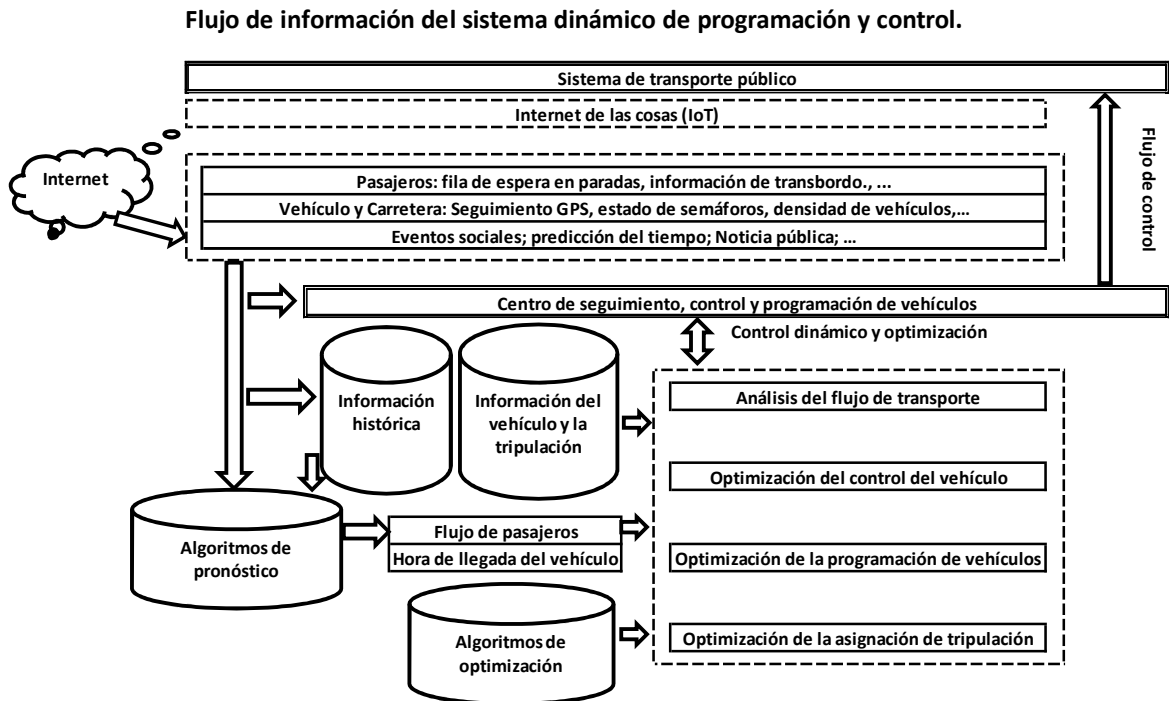 Flujo de información del sistema dinámico de programación y control.
Sistema de transporte público
Internet de las cosas (IoT)
Internet
Pasajeros: fila de espera en paradas, información de transbordo., ...
Vehículo y Carretera: Seguimiento GPS, estado de semáforos, densidad de vehículos,...
Eventos sociales; predicción del tiempo; Noticia pública; ...
Flujo de
control
Centro de seguimiento, control y programación de vehículos
Control dinámico y optimización
Información
histórica
Información del
vehículo y la
tripulación
Análisis del flujo de transporte
Optimización del control del vehículo
Algoritmos de
pronóstico
Flujo de pasajeros
Hora de llegada del vehículo
Optimización de la programación de vehículos
Algoritmos de
optimización
Optimización de la asignación de tripulación